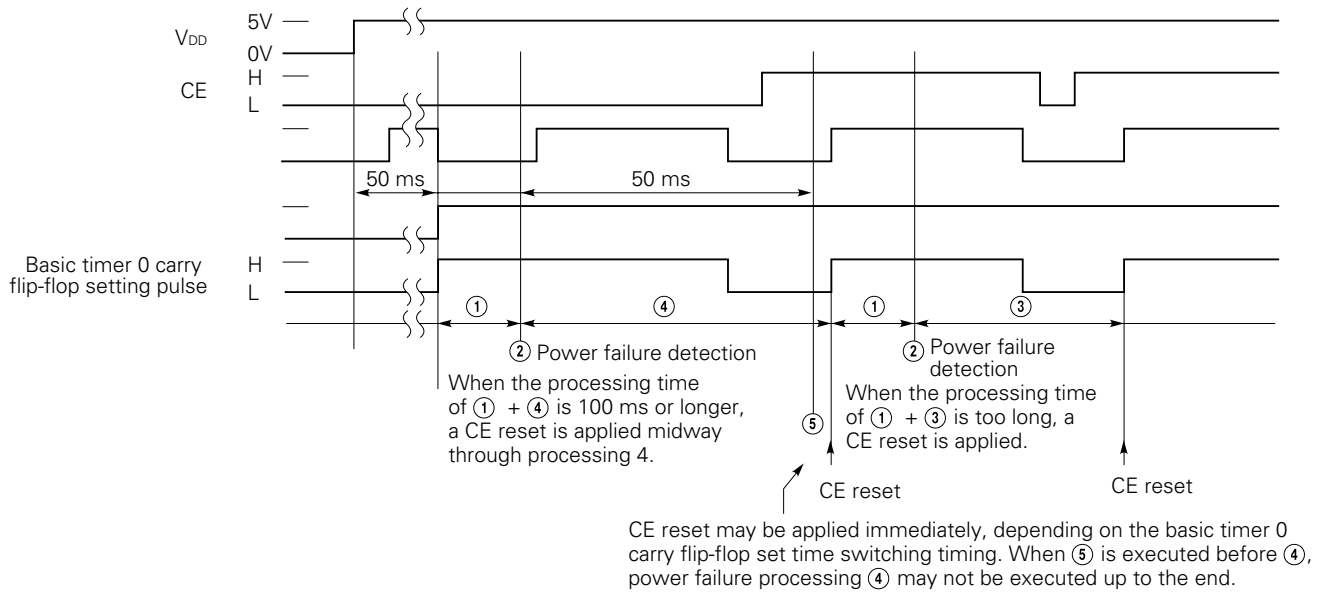 5V
VDD
0V
H
CE
L
50 ms
50 ms
Basic timer 0 carry
flip-flop setting pulse
H
L
① ④ ① ③
② Power failure detection
When the processing time
of ① + ④ is 100 ms or longer,
a CE reset is applied midway
through processing 4.
② Power failure
detection
When the processing time
of ① + ③ is too long, a
CE reset is applied.
⑤
CE reset
CE reset
CE reset may be applied immediately, depending on the basic timer 0
carry flip-flop set time switching timing. When ⑤ is executed before ④,
power failure processing ④ may not be executed up to the end.